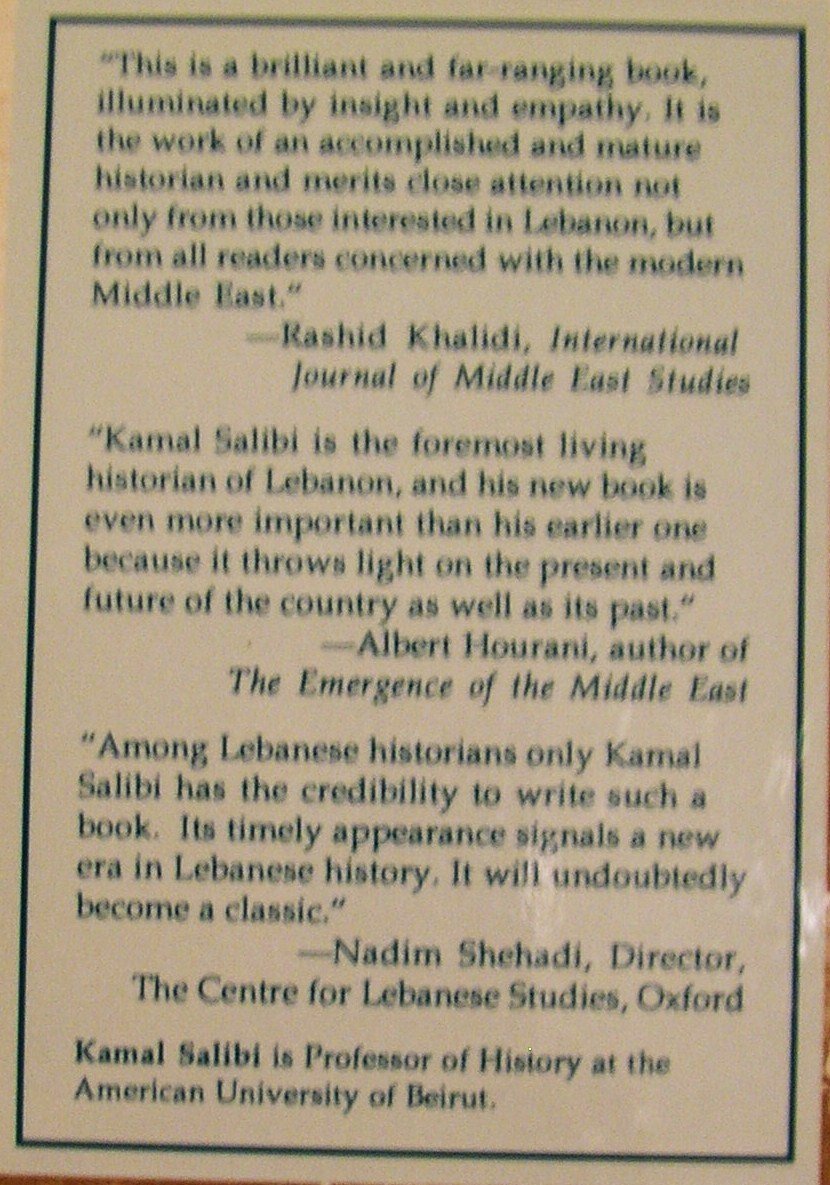 “This is a brilliant and far-ranging book,
illuminated by insight and empathy. It is
the work of an accomplished and mature
historian and merits close attention not
only from those interested in Lebanon, but
from all readers concerned with the modern
Middle East.”
—Rashid Khalidi, International
Journal of Middle East Studies
“Kamal Salibi is the foremost living
historian of Lebanon, and his new book is
even more important than his earlier one
because it throws light on the present and
future of the country as well as its past.”
—Albert Hourani, author of
The Emergence of the Middle East
“Among Lebanese historians only Kamal
Salibi has the credibility to write such a
book. Its timely appearance signals a new
era in Lebanese history. It will undoubtedly
become a classic.”
—Nadim Shehadi, Director,
The Centre for Lebanese Studies, Oxford
Kamal Salibi is Professor of History at the
American University of Beirut.